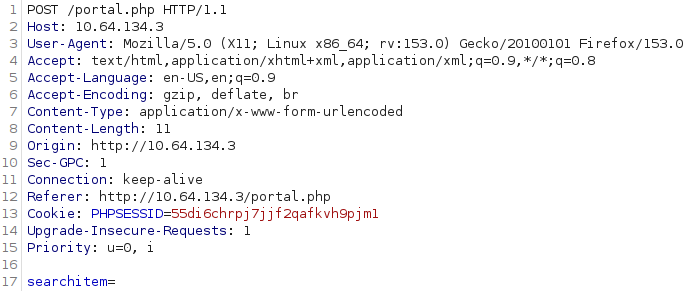 1 POST /portal.php HTTP/1.1
2 Host: 10.64.134.3
3 User-Agent: Mozilla/5.0 (X11; Linux x86_64; rv:153.0) Gecko/20100101 Firefox/153.0
4 Accept: text/html,application/xhtml+xml,application/xml;q=0.9,*/*;q=0.8
5 Accept-Language: en-US,en;q=0.9
6 Accept-Encoding: gzip, deflate, br
7 Content-Type: application/x-www-form-urlencoded
8 Content-Length: 11
9 Origin: http://10.64.134.3
10 Sec-GPC: 1
11 Connection: keep-alive
12 Referer: http://10.64.134.3/portal.php
13 Cookie: PHPSESSID=55di6chrpj7jjf2qafkvh9pjm1
14 Upgrade-Insecure-Requests: 1
15 Priority: u=0, i
16
17 searchitem=